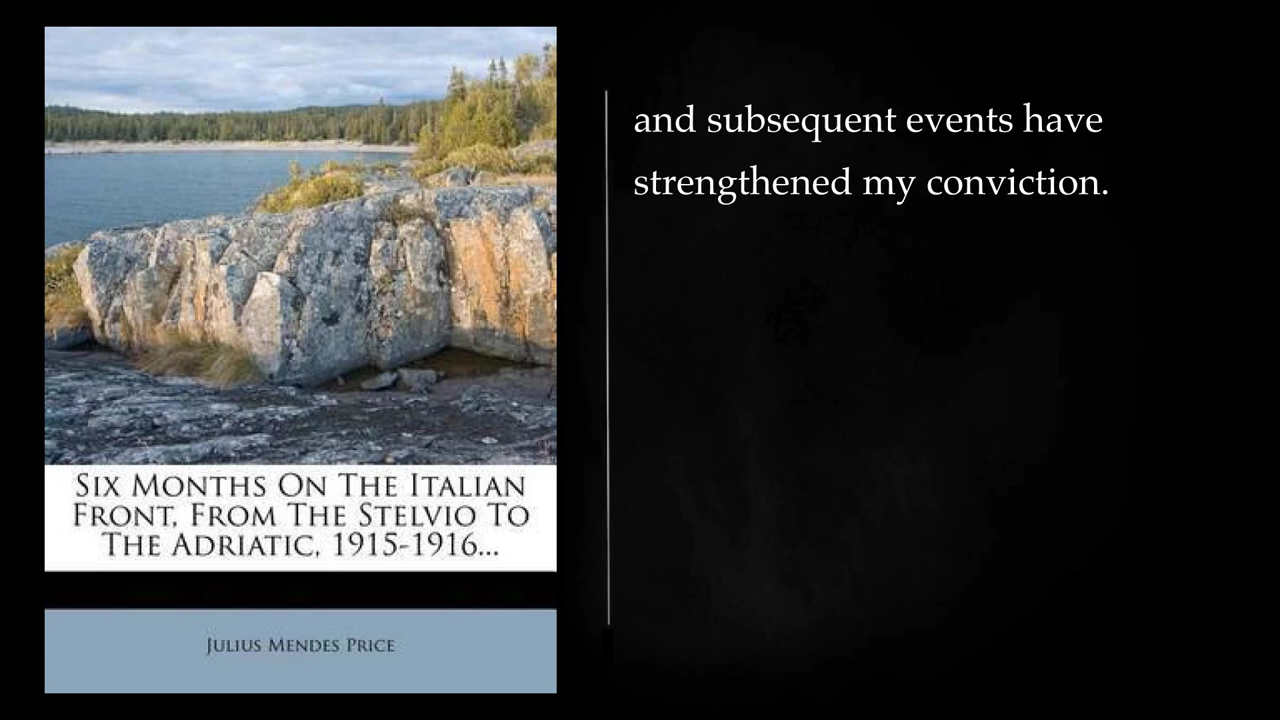 Six Months On The Italian
Front, From The Stelvio To
The Adriatic, 1915-1916...
Julius Mendes Price
and subsequent events have
strengthened my conviction.